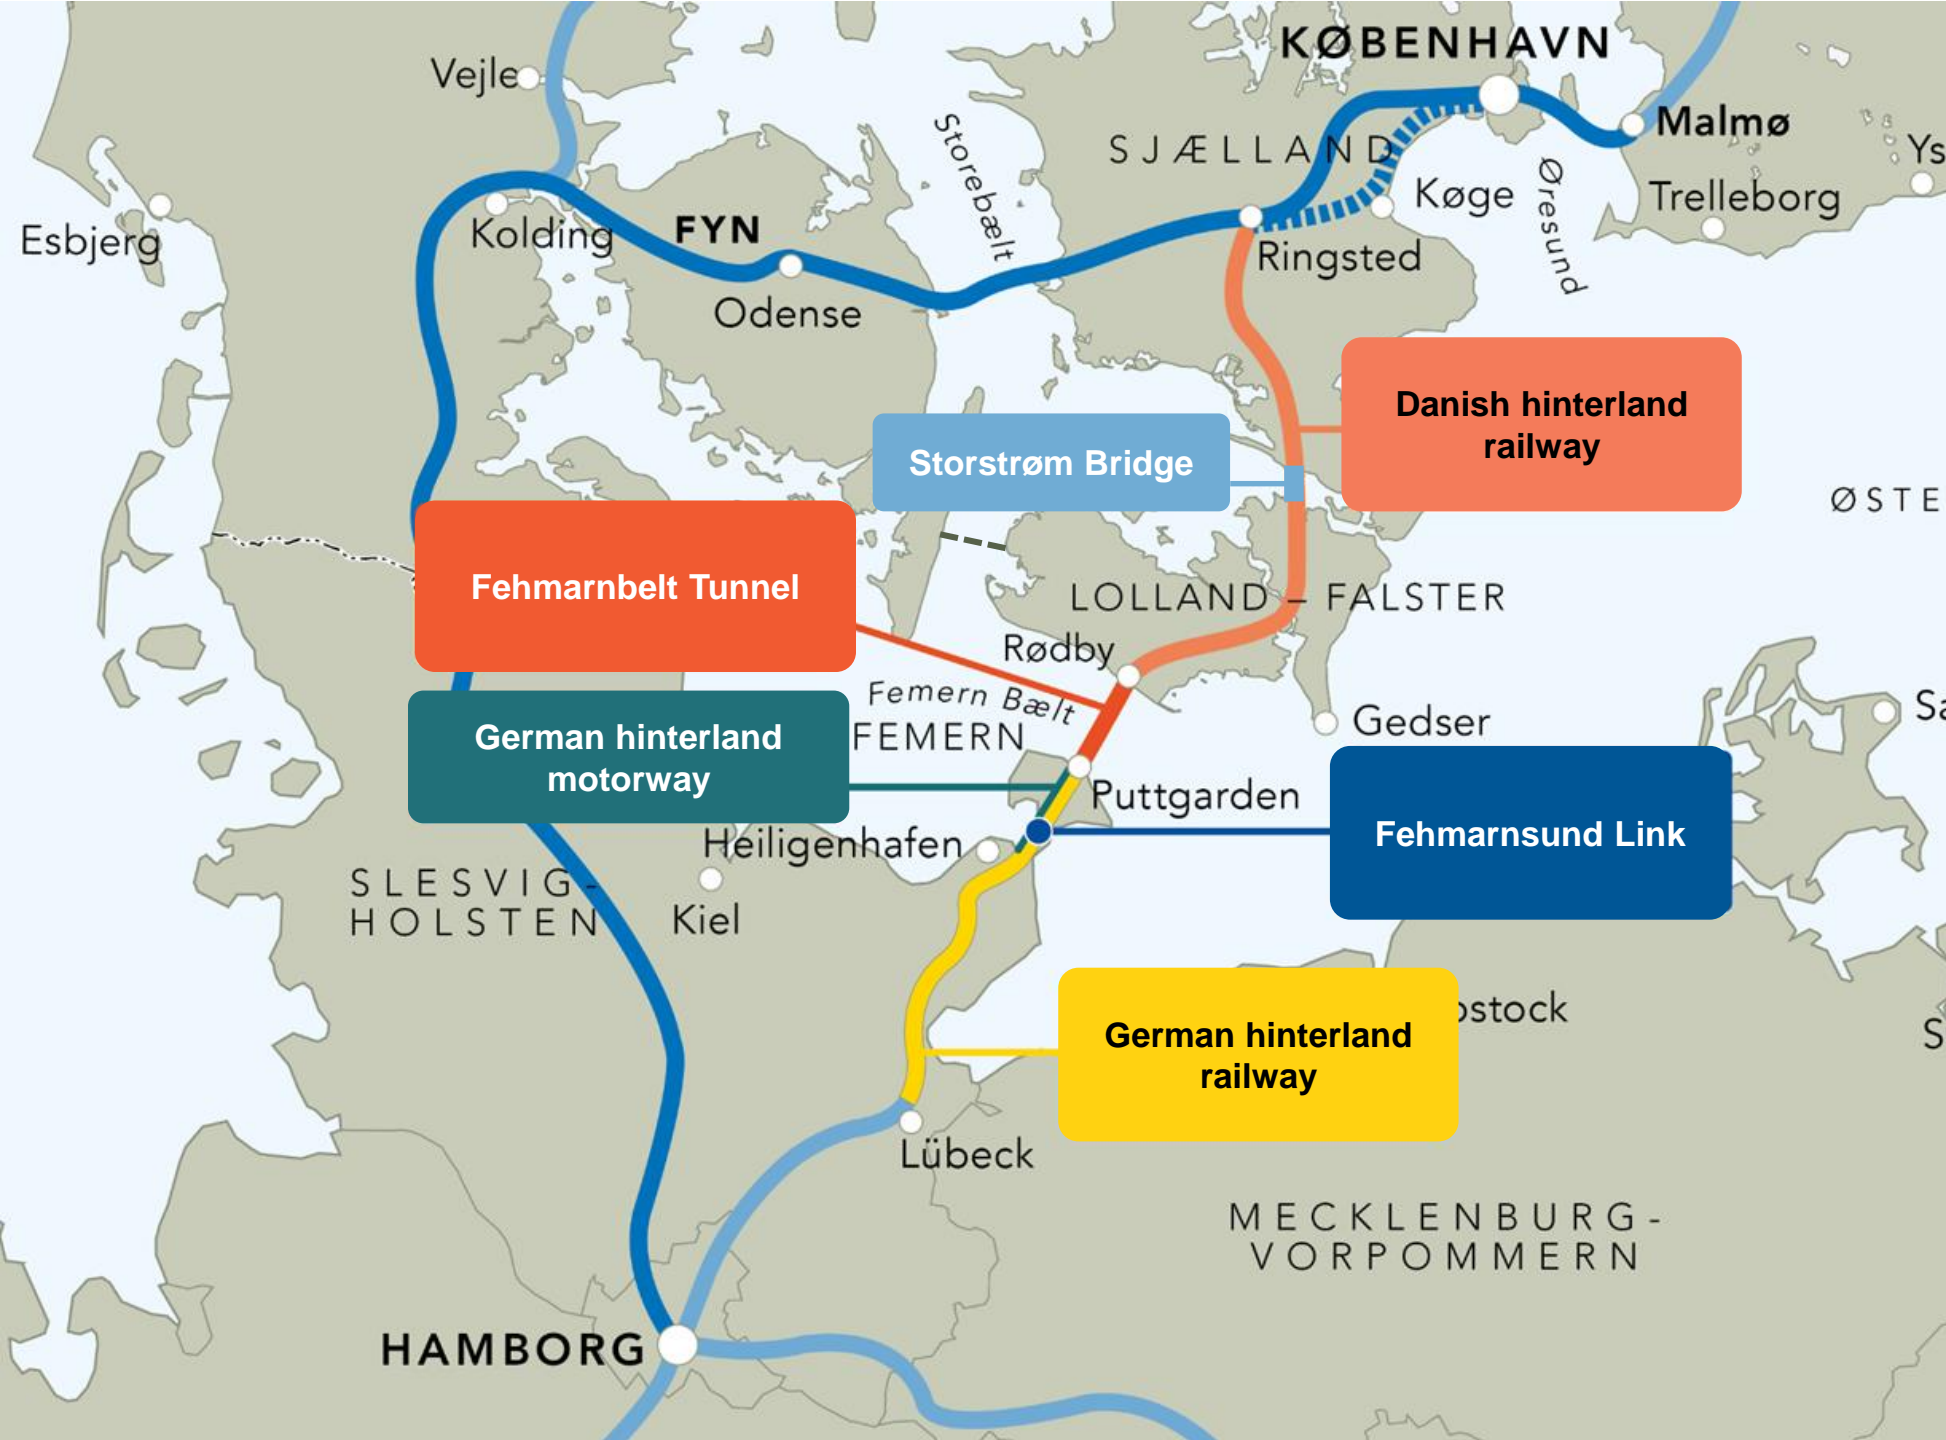 KØBENHAVN
Vejle
Malmø
SJÆLLAND
Storebælt
Øresund
Køge
Trelleborg
Esbjerg
Kolding
FYN
Ringsted
Odense
Danish hinterland
railway
Storstrøm Bridge
Fehmarnbelt Tunnel
LOLLAND – FALSTER
Rødby
Femern Bælt
FEMERN
Gedser
German hinterland
motorway
Puttgarden
Heiligenhafen
Fehmarnsund Link
SLESVIG-
HOLSTEN
Kiel
German hinterland
railway
Lübeck
MECKLENBURG-
VORPOMMERN
HAMBORG